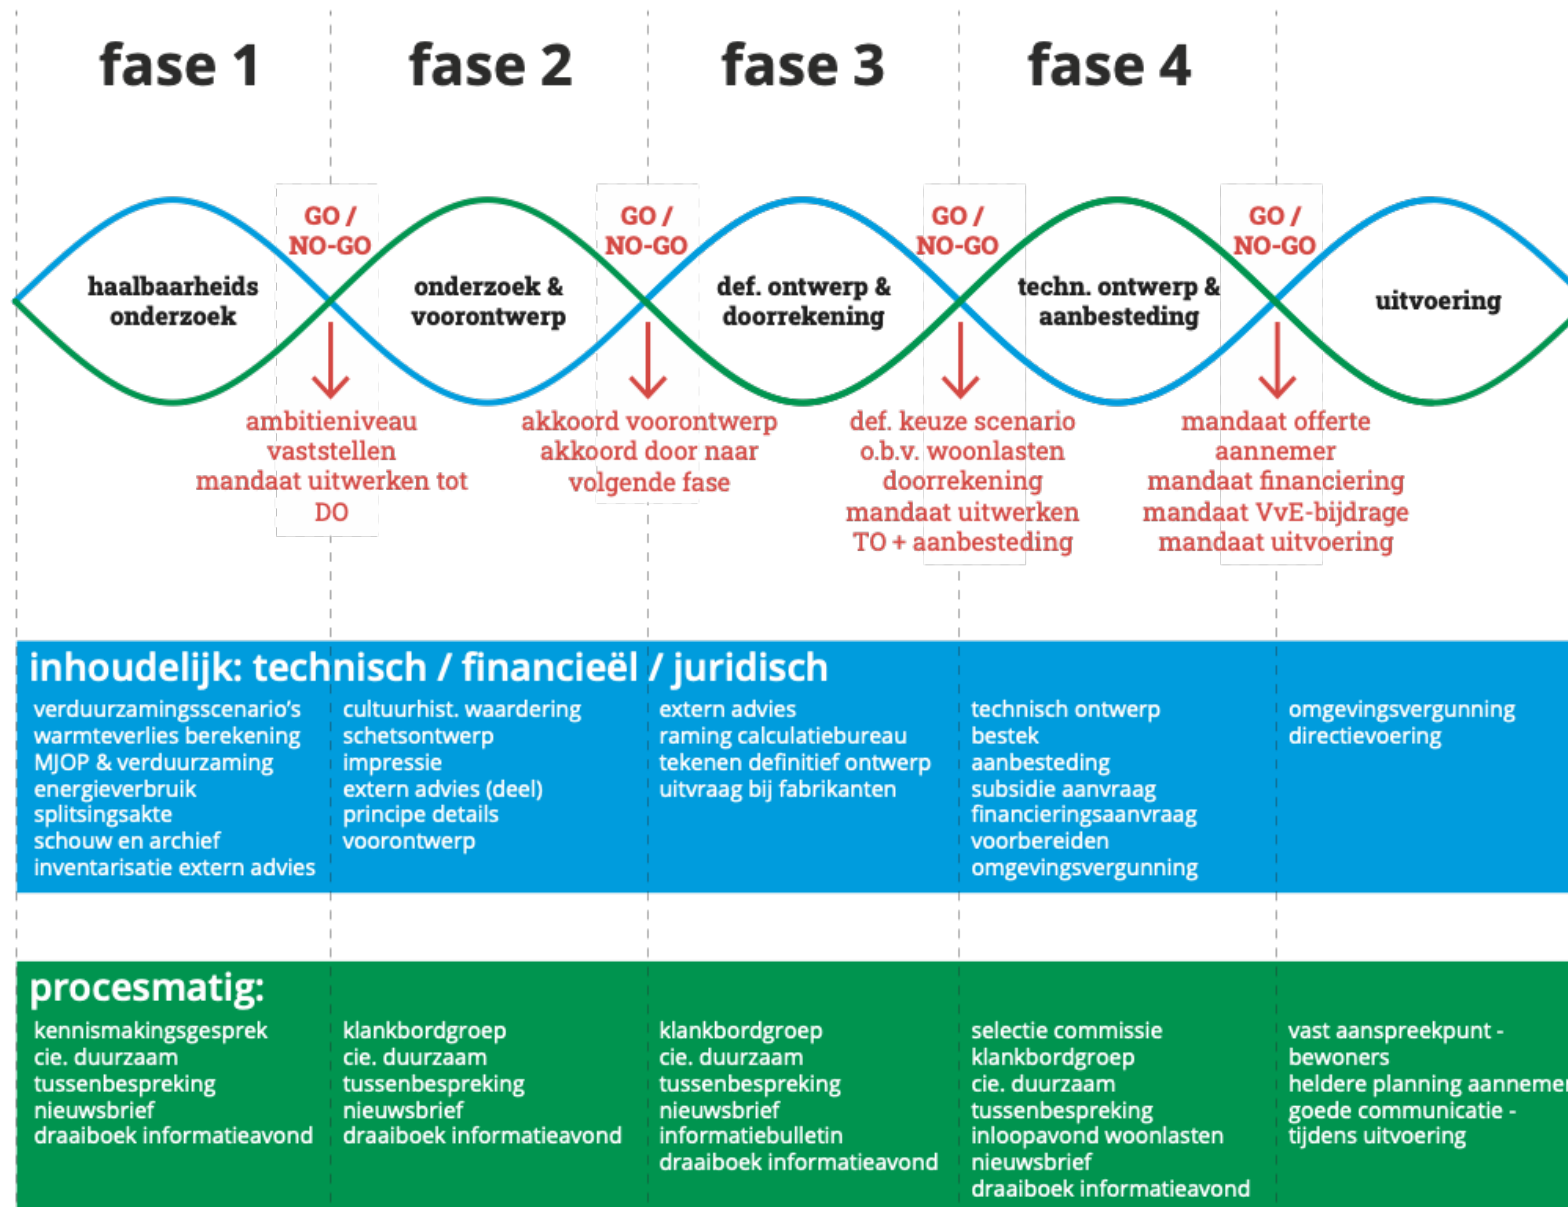 fase 1
fase 2
fase 3
fase 4
GO /
NO-GO
GO /
NO-GO
GO /
NO-GO
GO /
NO-GO
haalbaarheids
onderzoek
onderzoek &
voorontwerp
def. ontwerp &
doorrekening
techn. ontwerp &
aanbesteding
uitvoering
ambitieniveau
vaststellen
mandaat uitwerken tot
DO
akkoord voorontwerp
akkoord door naar
volgende fase
def. keuze scenario
o.b.v. woonlasten
doorrekening
mandaat uitwerken
TO + aanbesteding
mandaat offerte
aannemer
mandaat financiering
mandaat VvE-bijdrage
mandaat uitvoering
inhoudelijk: technisch / financieël / juridisch
verduurzamingsscenario's
warmteverlies berekening
MJOP & verduurzaming
energieverbruik
splitsingsakte
schouw en archief
inventarisatie extern advies
cultuurhist. waardering
schetsontwerp
impressie
extern advies (deel)
principe details
voorontwerp
extern advies
raming calculatiebureau
tekenen definitief ontwerp
uitvraag bij fabrikanten
technisch ontwerp
bestek
aanbesteding
subsidie aanvraag
financieringsaanvraag
voorbereiden
omgevingsvergunning
omgevingsvergunning
directievoering
procesmatig:
kennismakingsgesprek
cie. duurzaam
tussenbespreking
nieuwsbrief
draaiboek informatieavond
klankbordgroep
cie. duurzaam
tussenbespreking
nieuwsbrief
draaiboek informatieavond
klankbordgroep
cie. duurzaam
tussenbespreking
nieuwsbrief
informatiebulletin
draaiboek informatieavond
selectie commissie
klankbordgroep
cie. duurzaam
tussenbespreking
inloopavond woonlasten
nieuwsbrief
draaiboek informatieavond
vast aanspreekpunt -
bewoners
heldere planning aannemer
goede communicatie -
tijdens uitvoering